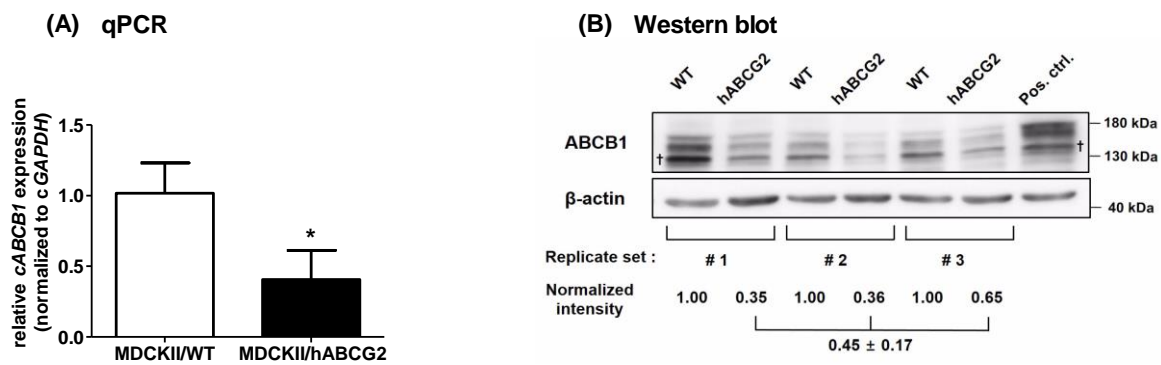 (A) qPCR
relative cABCB1 expression
(normalized to cGAPDH)
1.5
1.0
0.5
0.0
*
MDCKII/WT MDCKII/hABCG2
(B) Western blot
WT hABCG2 WT hABCG2 WT hABCG2 Pos. ctrl.
ABCB1
† †
180 kDa
130 kDa
β-actin
40 kDa
Replicate set : # 1 # 2 # 3
Normalized
intensity
1.00 0.35 1.00 0.36 1.00 0.65
0.45 ± 0.17